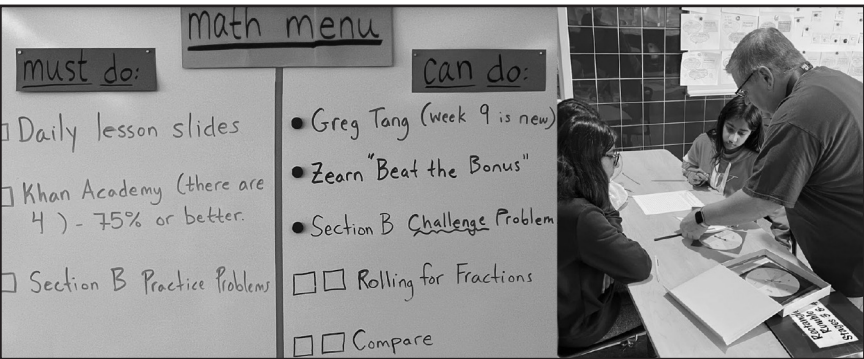 math menu
must do:
Daily lesson slides
Khan Academy (there are
4 ) - 75% or better.
Section B Practice Problems
can do:
Greg Tang (week 9 is new)
Zearn "Beat the Bonus"
Section B Challenge Problem
Rolling for Fractions
Compare